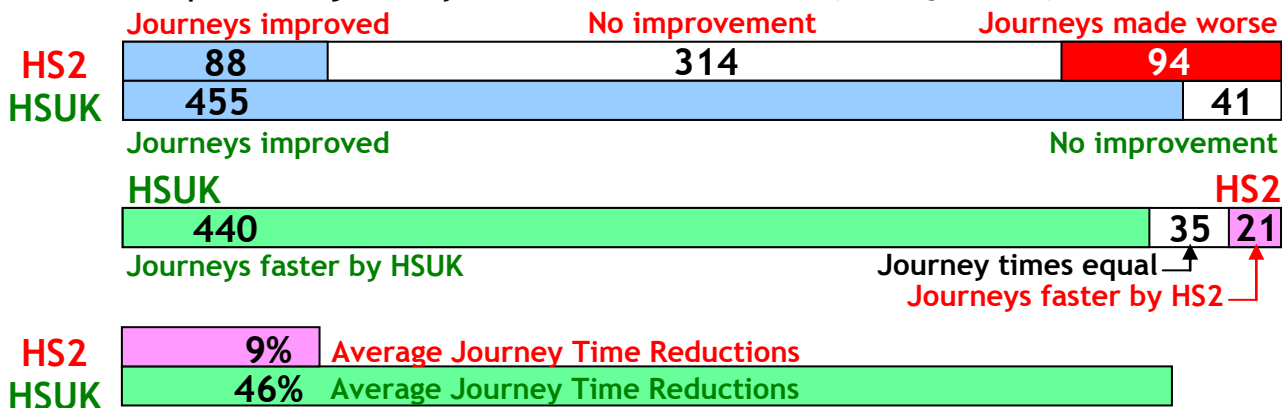 Journeys improved No improvement Journeys made worse
HS2 88 314 94
HSUK 455 41
Journeys improved No improvement
HSUK HS2
440 35 21
Journeys faster by HSUK Journey times equal
Journeys faster by HS2
HS2 9% Average Journey Time Reductions
HSUK 46% Average Journey Time Reductions